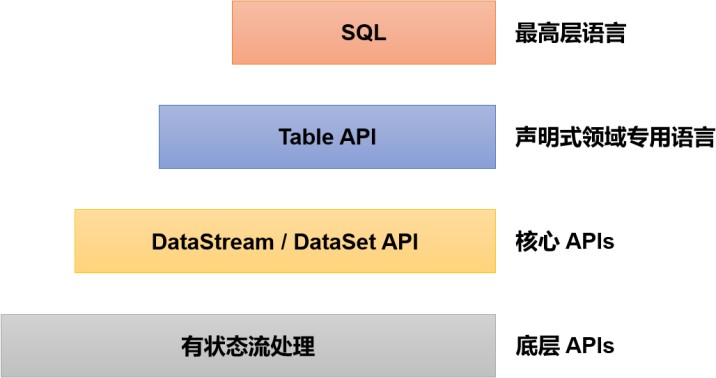 SQL 最高层语言
Table API 声明式领域专用语言
DataStream / DataSet API 核心 APIs
有状态流处理 底层 APIs